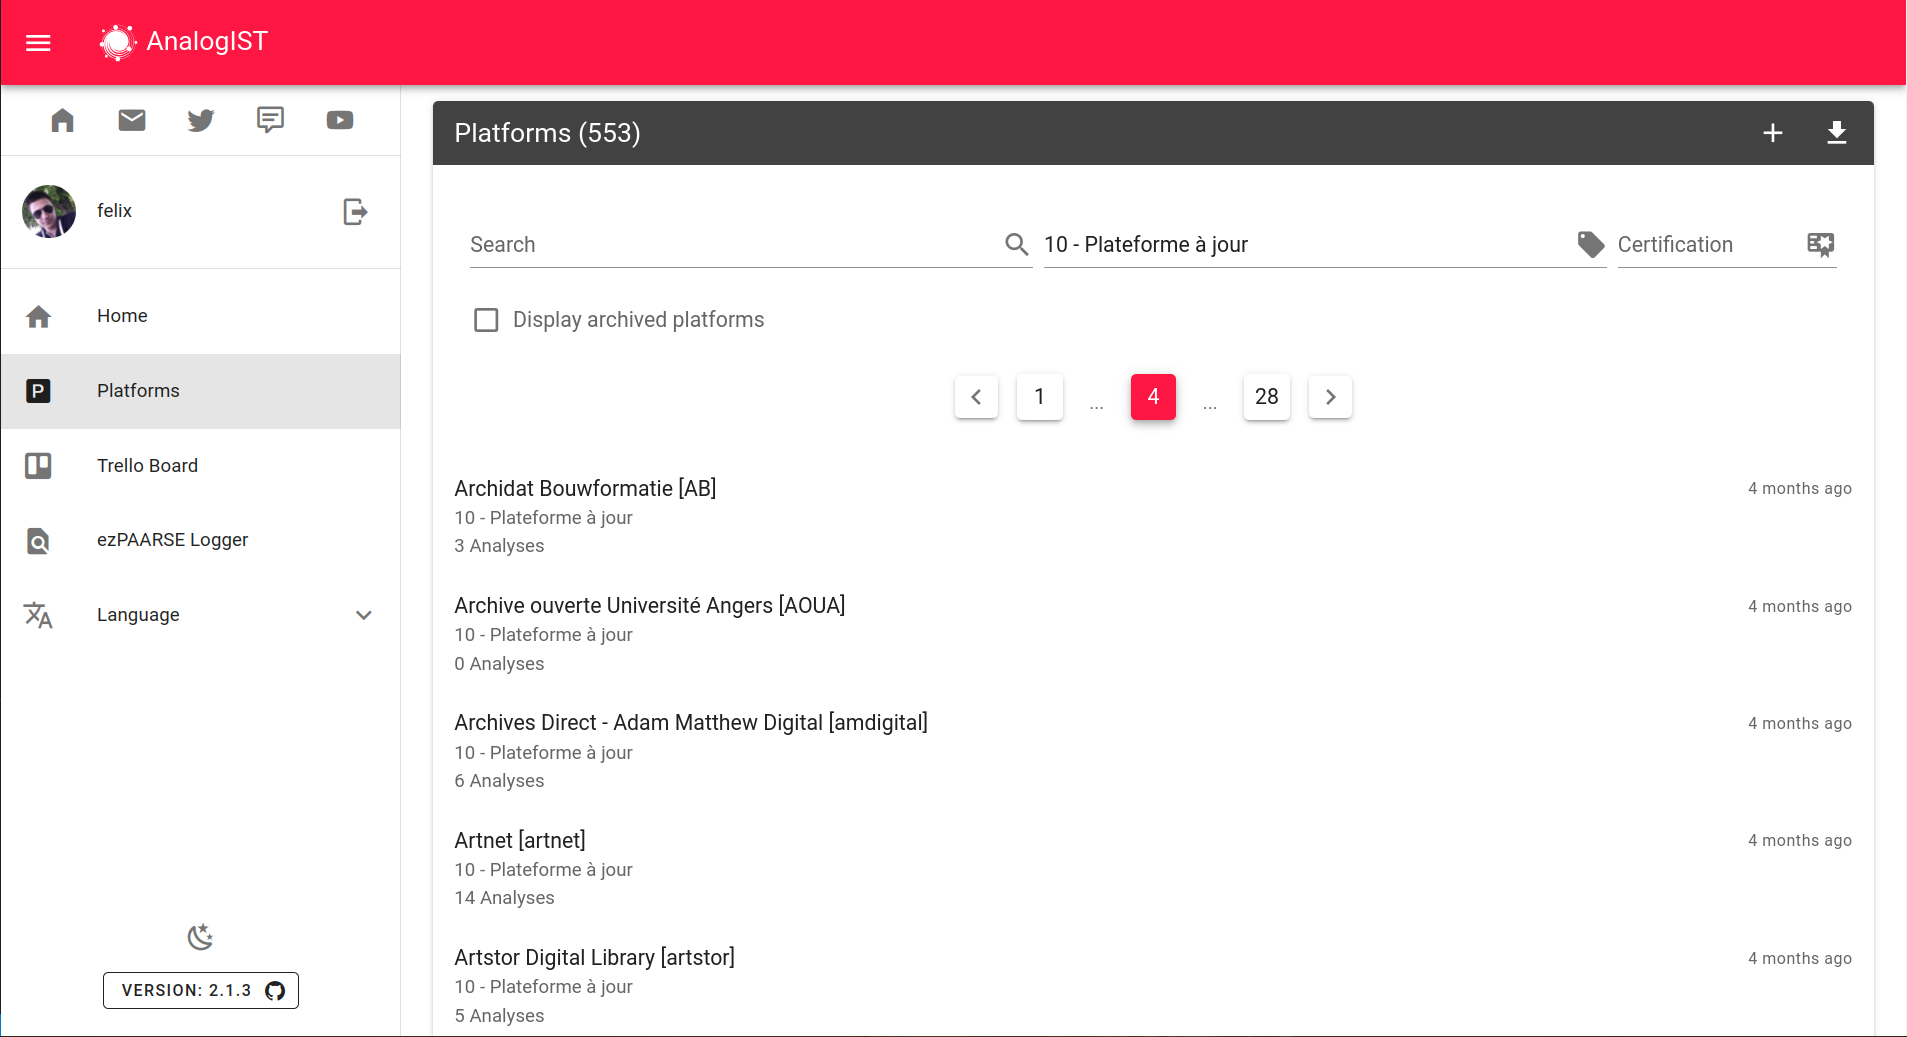 AnalogIST
felix
Home
P Platforms
Trello Board
ezPAARSE Logger
Language
VERSION: 2.1.3
Platforms (553)
Search
10 - Plateforme à jour
Certification
Display archived platforms
1 ... 4 ... 28
Archidat Bouwformatie [AB]
4 months ago
10 - Plateforme à jour
3 Analyses
Archive ouverte Université Angers [AOUA]
4 months ago
10 - Plateforme à jour
0 Analyses
Archives Direct - Adam Matthew Digital [amdigital]
4 months ago
10 - Plateforme à jour
6 Analyses
Artnet [artnet]
4 months ago
10 - Plateforme à jour
14 Analyses
Artstor Digital Library [artstor]
4 months ago
10 - Plateforme à jour
5 Analyses